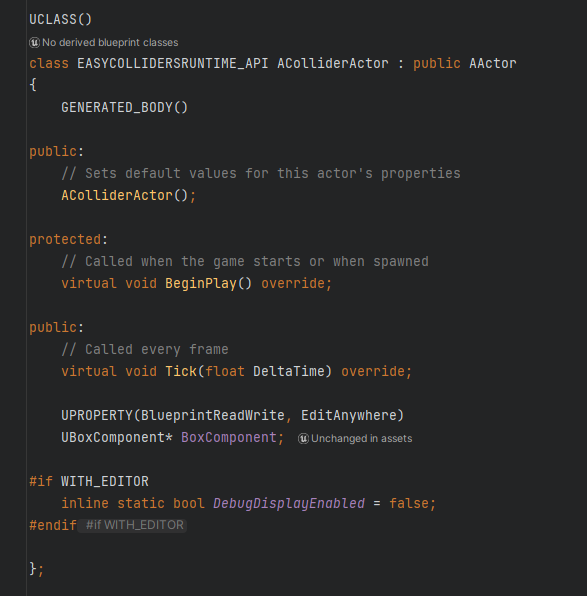 UCLASS()
No derived blueprint classes
class EASYCOLLIDERSRUNTIME_API AColliderActor : public AActor
{
    GENERATED_BODY()

public:
    // Sets default values for this actor's properties
    AColliderActor();

protected:
    // Called when the game starts or when spawned
    virtual void BeginPlay() override;

public:
    // Called every frame
    virtual void Tick(float DeltaTime) override;

    UPROPERTY(BlueprintReadWrite, EditAnywhere)
    UBoxComponent* BoxComponent; Unchanged in assets

#if WITH_EDITOR
    inline static bool DebugDisplayEnabled = false;
#endif #if WITH_EDITOR

};